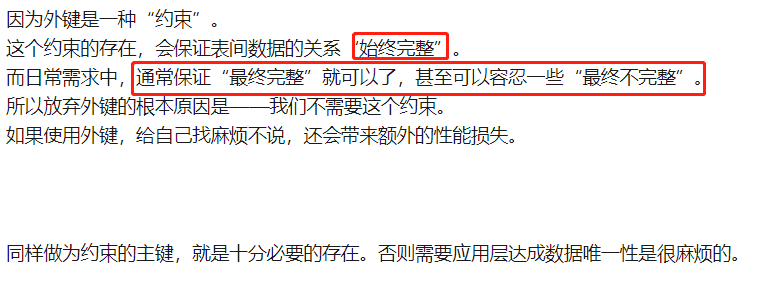 因为外键是一种“约束”。
这个约束的存在，会保证表间数据的关系“始终完整”。
而日常需求中，通常保证“最终完整”就可以了，甚至可以容忍一些“最终不完整”。
所以放弃外键的根本原因是——我们不需要这个约束。
如果使用外键，给自己找麻烦不说，还会带来额外的性能损失。
同样做为约束的主键，就是十分必要的存在。否则需要应用层达成数据唯一性是很麻烦的。